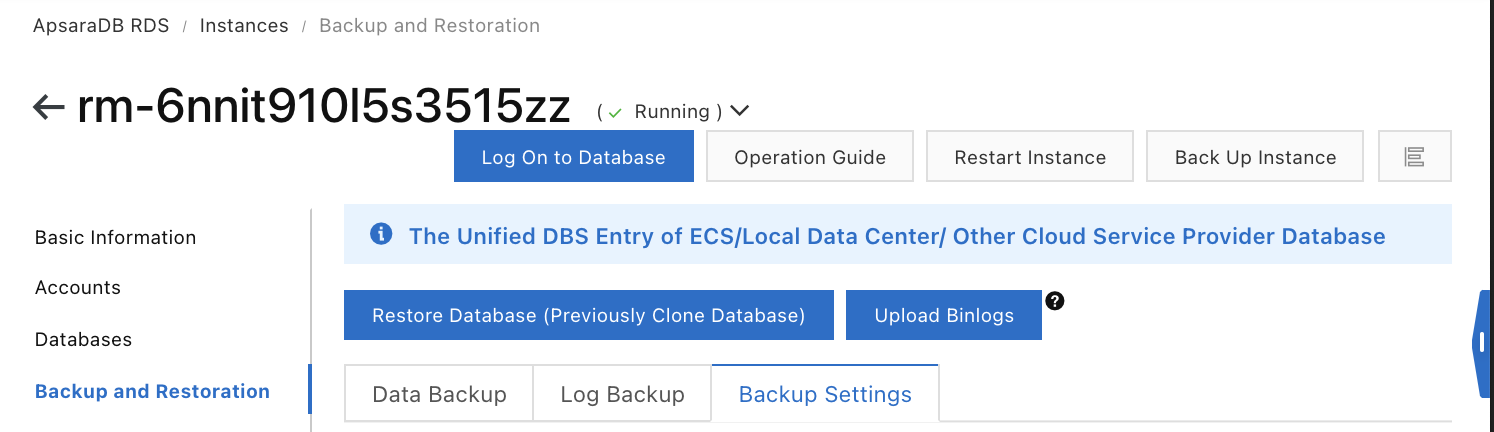 ApsaraDB RDS / Instances / Backup and Restoration
rm-6nnit910l5s3515zz ( Running )
Log On to Database Operation Guide Restart Instance Back Up Instance
The Unified DBS Entry of ECS/Local Data Center/ Other Cloud Service Provider Database
Basic Information
Accounts
Databases
Backup and Restoration
Restore Database (Previously Clone Database) Upload Binlogs ?
Data Backup Log Backup Backup Settings